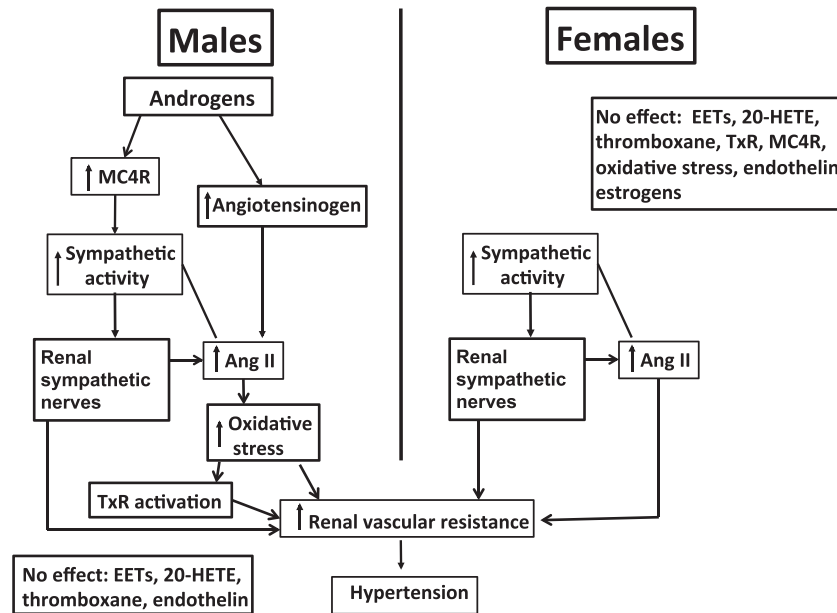 Males
Females
Androgens
No effect: EETs, 20-HETE,
thromboxane, TxR, MC4R,
oxidative stress, endothelin
estrogens
↑ MC4R
↑ Angiotensinogen
↑ Sympathetic
activity
↑ Sympathetic
activity
Renal
sympathetic
nerves
↑ Ang II
Renal
sympathetic
nerves
↑ Ang II
↑ Oxidative
stress
TxR activation
↑ Renal vascular resistance
No effect: EETs, 20-HETE,
thromboxane, endothelin
Hypertension